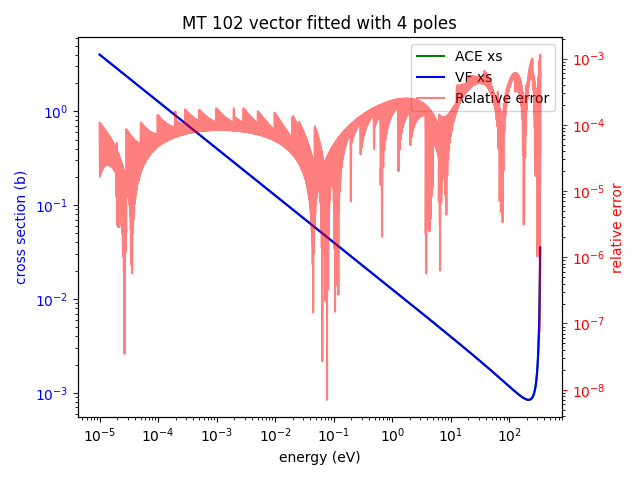 MT 102 vector fitted with 4 poles
ACE xs
VF xs
Relative error
cross section (b)
10^0
10^-1
10^-2
10^-3
10^-3
10^-4
10^-5
10^-6
10^-7
10^-8
relative error
10^-5 10^-4 10^-3 10^-2 10^-1 10^0 10^1 10^2
energy (eV)